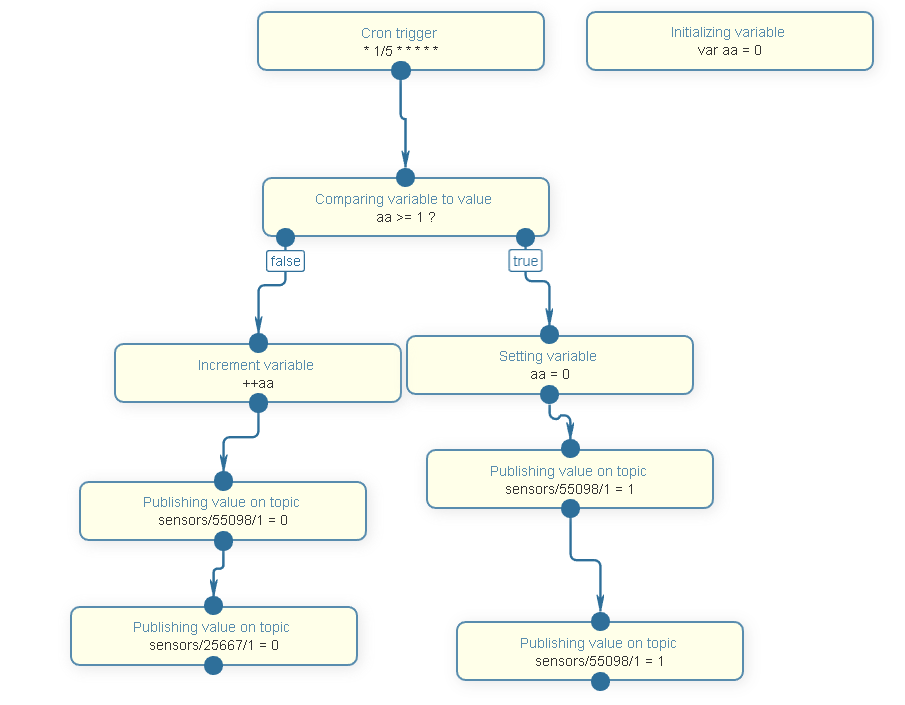 Cron trigger
* 1/5 * * * * *
Initializing variable
var aa = 0
Comparing variable to value
aa >= 1 ?
false
true
Increment variable
++aa
Setting variable
aa = 0
Publishing value on topic
sensors/55098/1 = 1
Publishing value on topic
sensors/55098/1 = 0
Publishing value on topic
sensors/25667/1 = 0
Publishing value on topic
sensors/55098/1 = 1